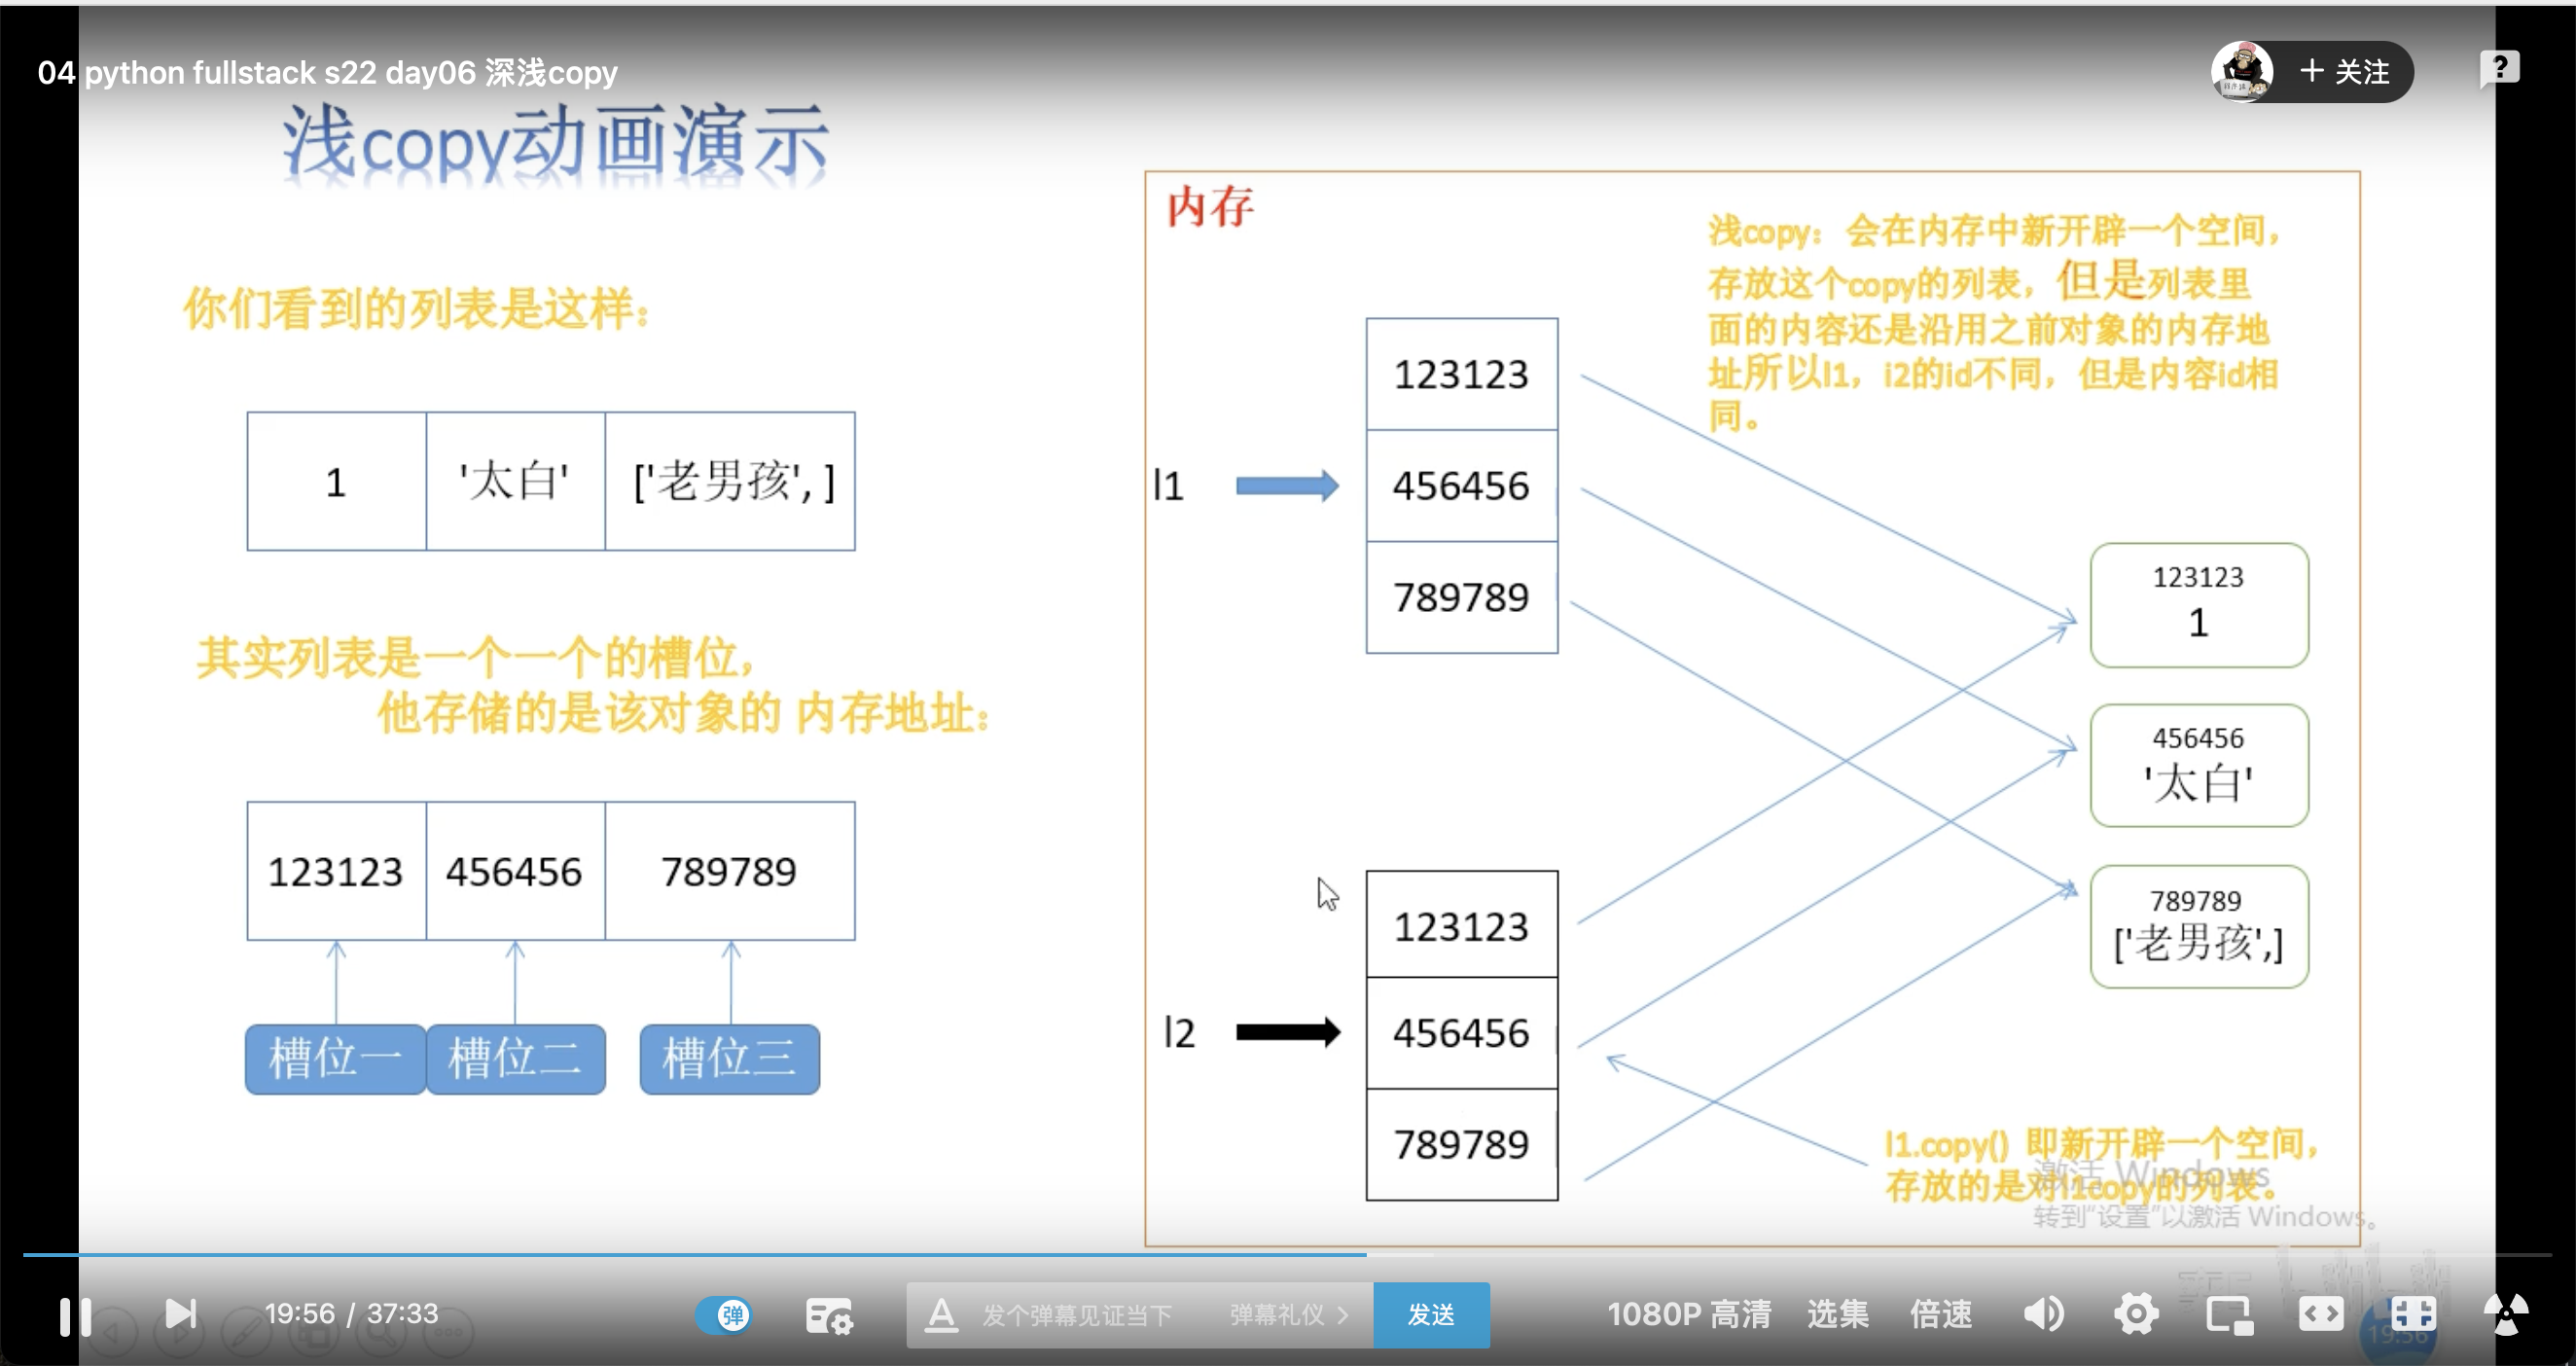 04 python fullstack s22 day06 深浅copy
+ 关注
?
浅copy动画演示
你们看到的列表是这样：
1
'太白'
['老男孩', ]
其实列表是一个一个的槽位，
他存储的是该对象的 内存地址：
123123
456456
789789
槽位一
槽位二
槽位三
内存
浅copy：会在内存中新开辟一个空间，
存放这个copy的列表，但是列表里
面的内容还是沿用之前对象的内存地
址所以l1，i2的id不同，但是内容id相
同。
l1
123123
456456
789789
123123
1
456456
'太白'
789789
['老男孩',]
l2
123123
456456
789789
l1.copy() 即新开辟一个空间，
存放的是对l1copy的列表。
激活 Windows
转到“设置”以激活 Windows。
19:56 / 37:33
弹
A
发个弹幕见证当下
弹幕礼仪 >
发送
1080P 高清
选集
倍速
19:56